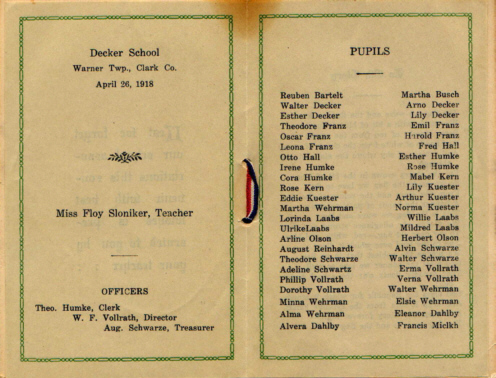 Decker School
Warner Twp., Clark Co.
April 26, 1918
Miss Floy Sloniker, Teacher
OFFICERS
Theo. Humke, Clerk
W. F. Vollrath, Director
Aug. Schwarze, Treasurer
PUPILS
Reuben Bartelt Martha Busch
Walter Decker Arno Decker
Esther Decker Lily Decker
Theodore Franz Emil Franz
Oscar Franz Harold Franz
Leona Franz Fred Hall
Otto Hall Esther Humke
Irene Humke Rose Humke
Cora Humke Mabel Kern
Rose Kern Lily Kuester
Eddie Kuester Arthur Kuester
Martha Wehrman Norma Kuester
Lorinda Laabs Willie Laabs
UlrikeLaabs Mildred Laabs
Arline Olson Herbert Olson
August Reinhardt Alvin Schwarze
Theodore Schwarze Walter Schwarze
Adeline Schwartz Erma Vollrath
Phillip Vollrath Verna Vollrath
Dorothy Vollrath Walter Wehrman
Minna Wehrman Elsie Wehrman
Alma Wehrman Eleanor Dahlby
Alvera Dahlby Francis Miclkh